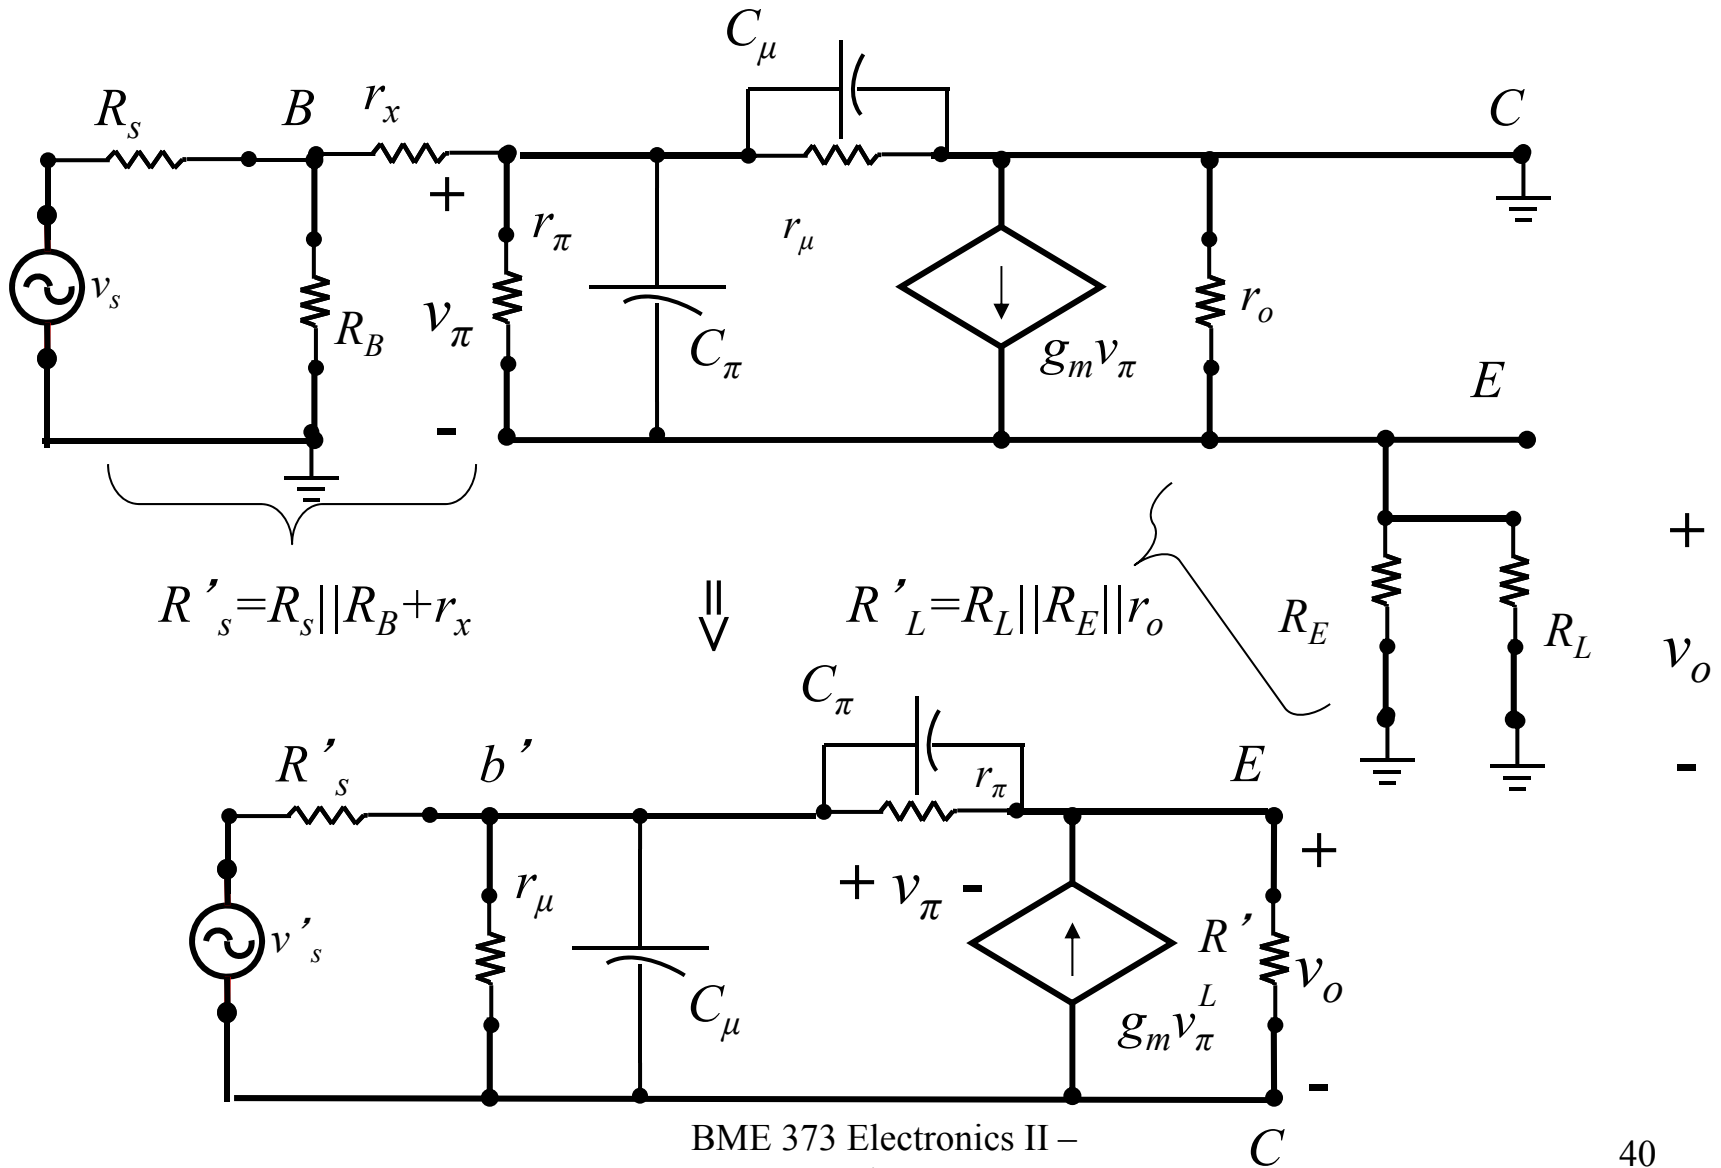 Cμ
Rs
B
rx
C
+
rπ
rμ
vs
RB
vπ
Cπ
gmvπ
ro
E
-
R's=Rs||RB+rx
=>
R'L=RL||RE||ro
RE
RL
+
vo
-
Cπ
R's
b'
rπ
E
+
rμ
+ vπ -
v's
R'L
vo
Cμ
gmvπ
-
C
BME 373 Electronics II –
40